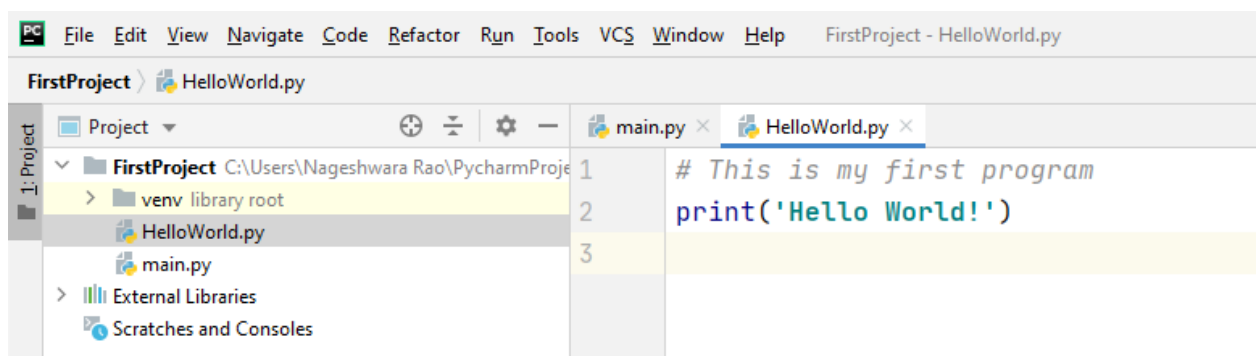 PC File Edit View Navigate Code Refactor Run Tools VCS Window Help FirstProject - HelloWorld.py
FirstProject HelloWorld.py
1: Project
Project
FirstProject C:\Users\Nageshwara Rao\PycharmProje
venv library root
HelloWorld.py
main.py
External Libraries
Scratches and Consoles
main.py HelloWorld.py
1 # This is my first program
2 print('Hello World!')
3